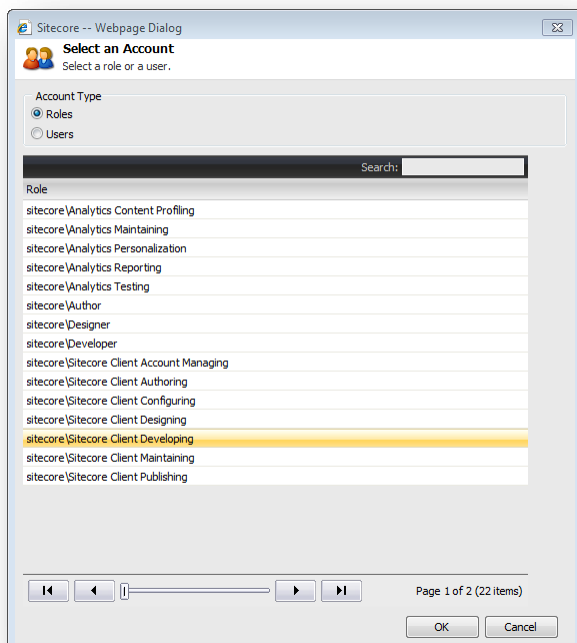 Sitecore -- Webpage Dialog
Select an Account
Select a role or a user.
Account Type
Roles
Users
Search:
Role
sitecore\Analytics Content Profiling
sitecore\Analytics Maintaining
sitecore\Analytics Personalization
sitecore\Analytics Reporting
sitecore\Analytics Testing
sitecore\Author
sitecore\Designer
sitecore\Developer
sitecore\Sitecore Client Account Managing
sitecore\Sitecore Client Authoring
sitecore\Sitecore Client Configuring
sitecore\Sitecore Client Designing
sitecore\Sitecore Client Developing
sitecore\Sitecore Client Maintaining
sitecore\Sitecore Client Publishing
Page 1 of 2 (22 items)
OK Cancel